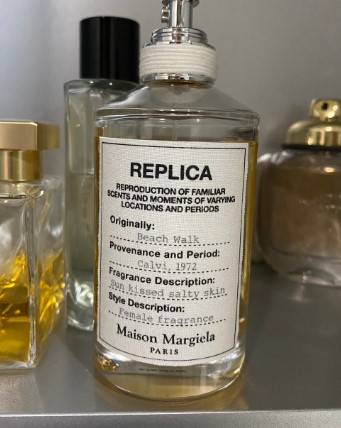 REPLICA
REPRODUCTION OF FAMILIAR
SCENTS AND MOMENTS OF VARYING
LOCATIONS AND PERIODS
Originally:
Beach Walk
Provenance and Period:
Calvi, 1972
Fragrance Description:
Sun kissed salty skin
Style Description:
Female fragrance
Maison Margiela
PARIS